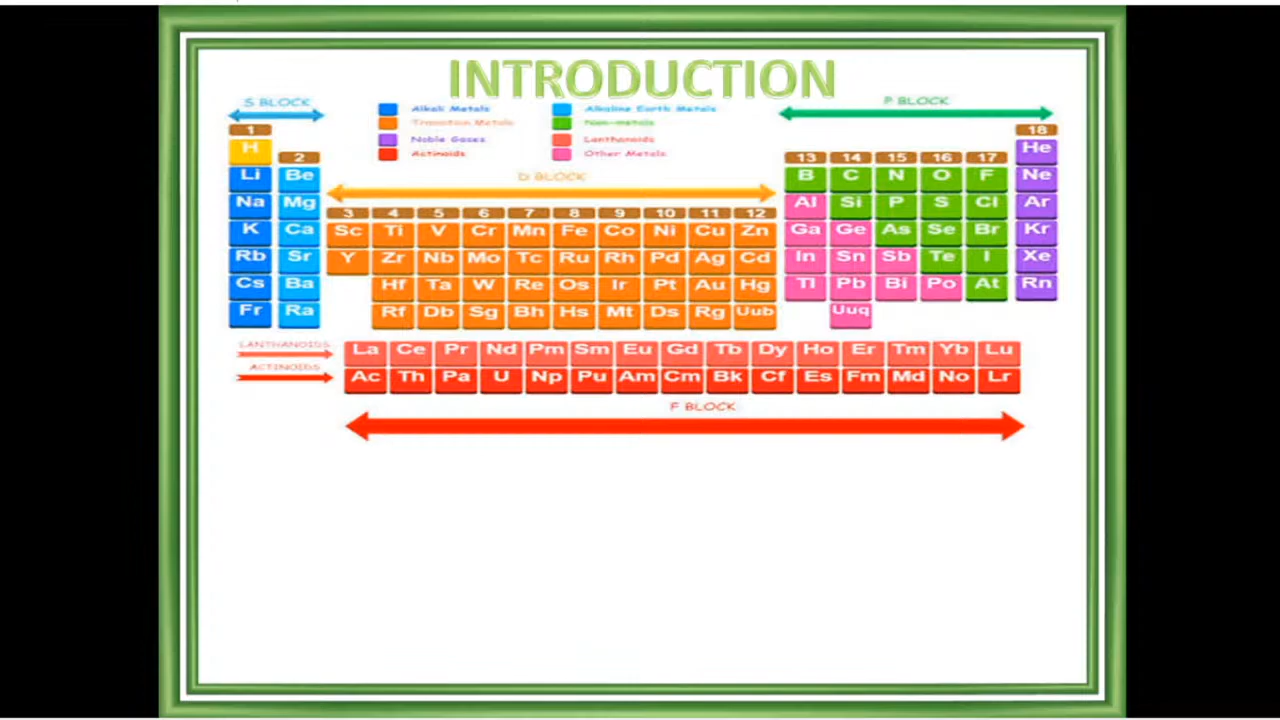 INTRODUCTION
S BLOCK P BLOCK
Alkali Metals Alkaline Earth Metals
Transition Metals Non-metals
Noble Gases Lanthanoids
Actinoids Other Metals
1 18
H He
2 13 14 15 16 17
Li Be B C N O F Ne
D BLOCK
Na Mg Al Si P S Cl Ar
3 4 5 6 7 8 9 10 11 12
K Ca Sc Ti V Cr Mn Fe Co Ni Cu Zn Ga Ge As Se Br Kr
Rb Sr Y Zr Nb Mo Tc Ru Rh Pd Ag Cd In Sn Sb Te I Xe
Cs Ba Hf Ta W Re Os Ir Pt Au Hg Tl Pb Bi Po At Rn
Fr Ra Rf Db Sg Bh Hs Mt Ds Rg Uub Uuq
LANTHANOIDS La Ce Pr Nd Pm Sm Eu Gd Tb Dy Ho Er Tm Yb Lu
ACTINOIDS Ac Th Pa U Np Pu Am Cm Bk Cf Es Fm Md No Lr
F BLOCK